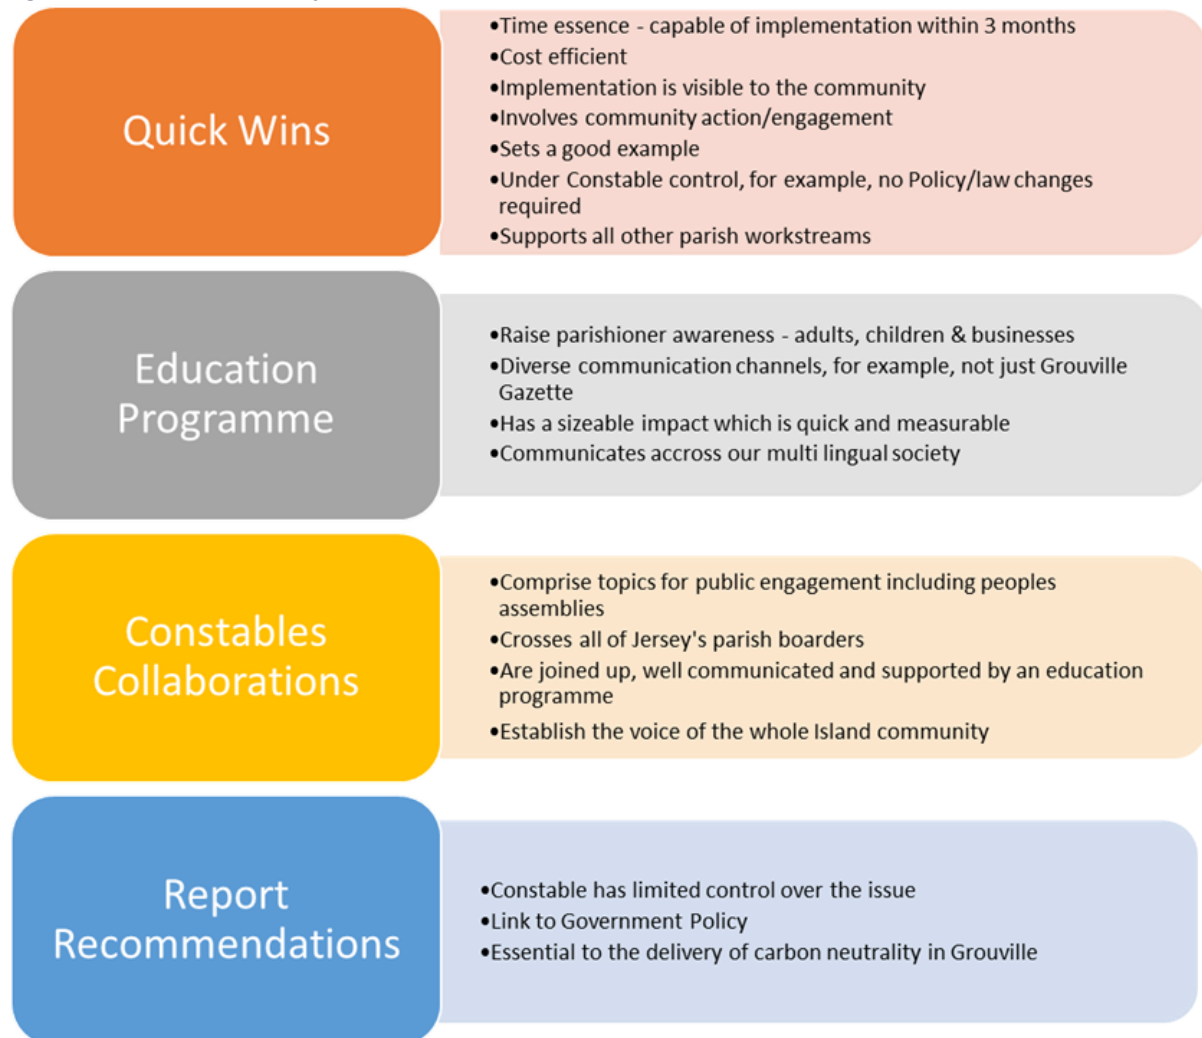 Quick Wins
•Time essence - capable of implementation within 3 months
•Cost efficient
•Implementation is visible to the community
•Involves community action/engagement
•Sets a good example
•Under Constable control, for example, no Policy/law changes
required
•Supports all other parish workstreams
Education
Programme
•Raise parishioner awareness - adults, children & businesses
•Diverse communication channels, for example, not just Grouville
Gazette
•Has a sizeable impact which is quick and measurable
•Communicates accross our multi lingual society
Constables
Collaborations
•Comprise topics for public engagement including peoples
assemblies
•Crosses all of Jersey's parish boarders
•Are joined up, well communicated and supported by an education
programme
•Establish the voice of the whole Island community
Report
Recommendations
•Constable has limited control over the issue
•Link to Government Policy
•Essential to the delivery of carbon neutrality in Grouville